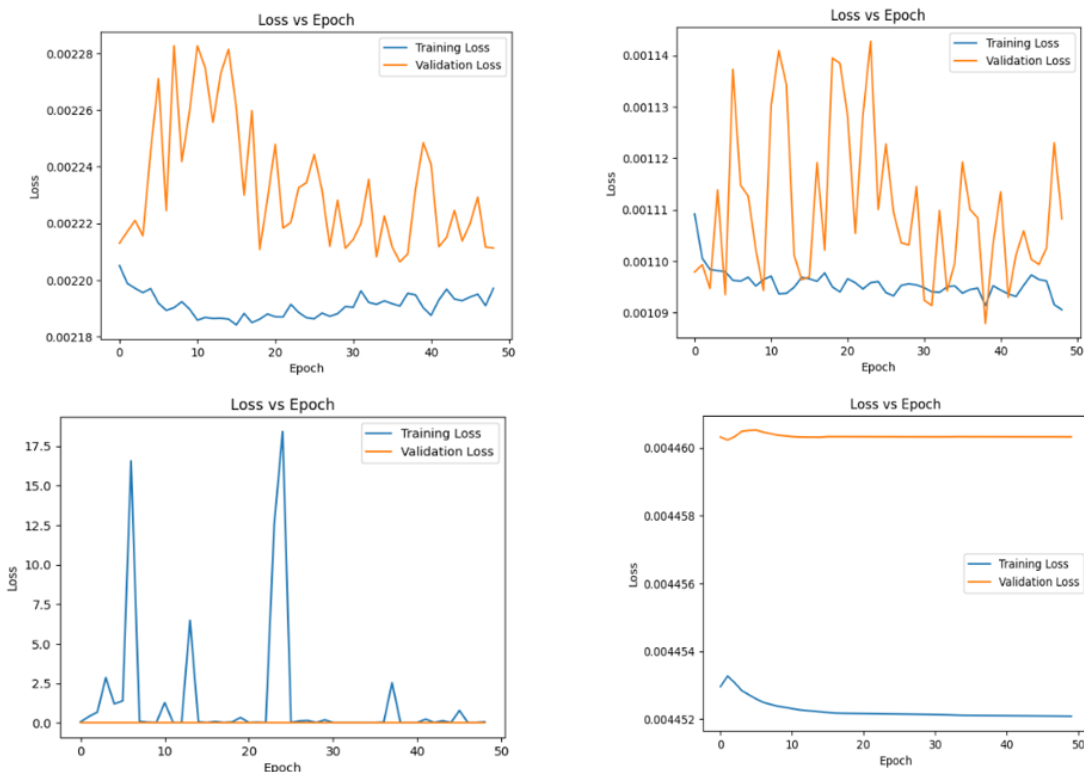 Loss vs Epoch
Training Loss
Validation Loss
0.00228
0.00226
0.00224
0.00222
0.00220
0.00218
Loss
0 10 20 30 40 50
Epoch
Loss vs Epoch
Training Loss
Validation Loss
0.00114
0.00113
0.00112
0.00111
0.00110
0.00109
Loss
0 10 20 30 40 50
Epoch
Loss vs Epoch
Training Loss
Validation Loss
17.5
15.0
12.5
10.0
7.5
5.0
2.5
0.0
Loss
0 10 20 30 40 50
Epoch
Loss vs Epoch
0.004460
0.004458
0.004456
0.004454
0.004452
Loss
Training Loss
Validation Loss
0 10 20 30 40 50
Epoch